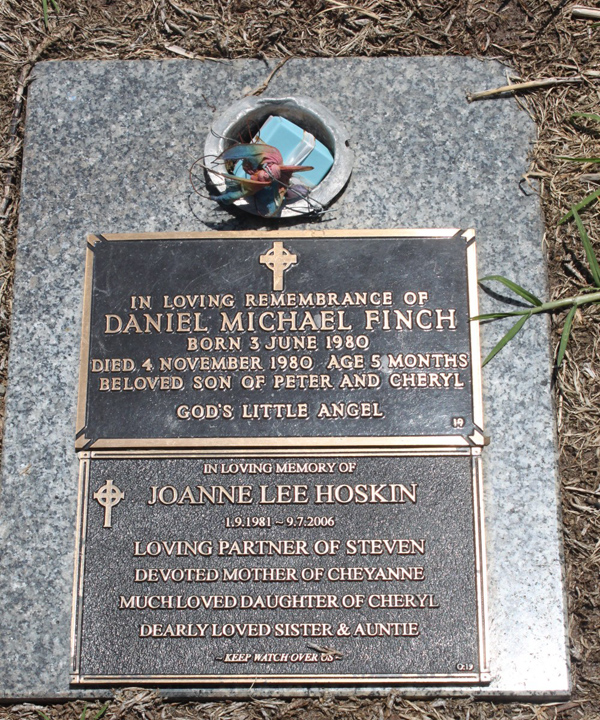 IN LOVING REMEMBRANCE OF
DANIEL MICHAEL FINCH
BORN 3 JUNE 1980
DIED 4 NOVEMBER 1980 AGE 5 MONTHS
BELOVED SON OF PETER AND CHERYL
GOD'S LITTLE ANGEL
19
IN LOVING MEMORY OF
JOANNE LEE HOSKIN
1.9.1981 ~ 9.7.2006
LOVING PARTNER OF STEVEN
DEVOTED MOTHER OF CHEYANNE
MUCH LOVED DAUGHTER OF CHERYL
DEARLY LOVED SISTER & AUNTIE
~ KEEP WATCH OVER US ~
O:19